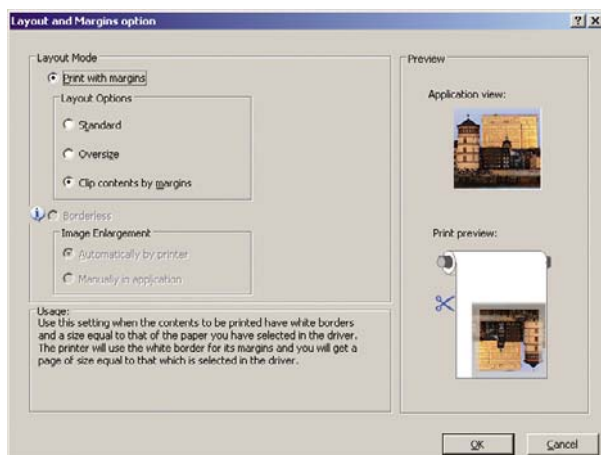 Layout and Margins option
Layout Mode
Print with margins
Layout Options
Standard
Oversize
Clip contents by margins
Borderless
Image Enlargement
Automatically by printer
Manually in application
Usage:
Use this setting when the contents to be printed have white borders
and a size equal to that of the paper you have selected in the driver.
The printer will use the white border for its margins and you will get a
page of size equal to that which is selected in the driver.
Preview
Application view:
Print preview:
OK
Cancel